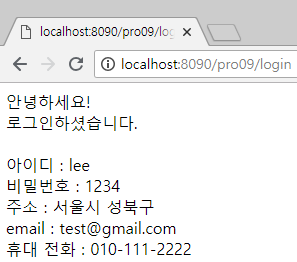 localhost:8090/pro09/log
localhost:8090/pro09/login
안녕하세요!
로그인하셨습니다.
아이디 : lee
비밀번호 : 1234
주소 : 서울시 성북구
email : test@gmail.com
휴대 전화 : 010-111-2222